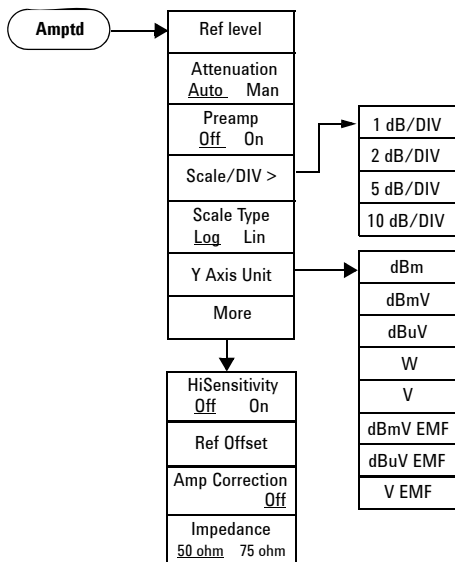 Amptd
Ref level
Attenuation
Auto Man
Preamp
Off On
Scale/DIV >
Scale Type
Log Lin
Y Axis Unit
More
1 dB/DIV
2 dB/DIV
5 dB/DIV
10 dB/DIV
dBm
dBmV
dBuV
W
V
dBmV EMF
dBuV EMF
V EMF
HiSensitivity
Off On
Ref Offset
Amp Correction
Off
Impedance
50 ohm 75 ohm